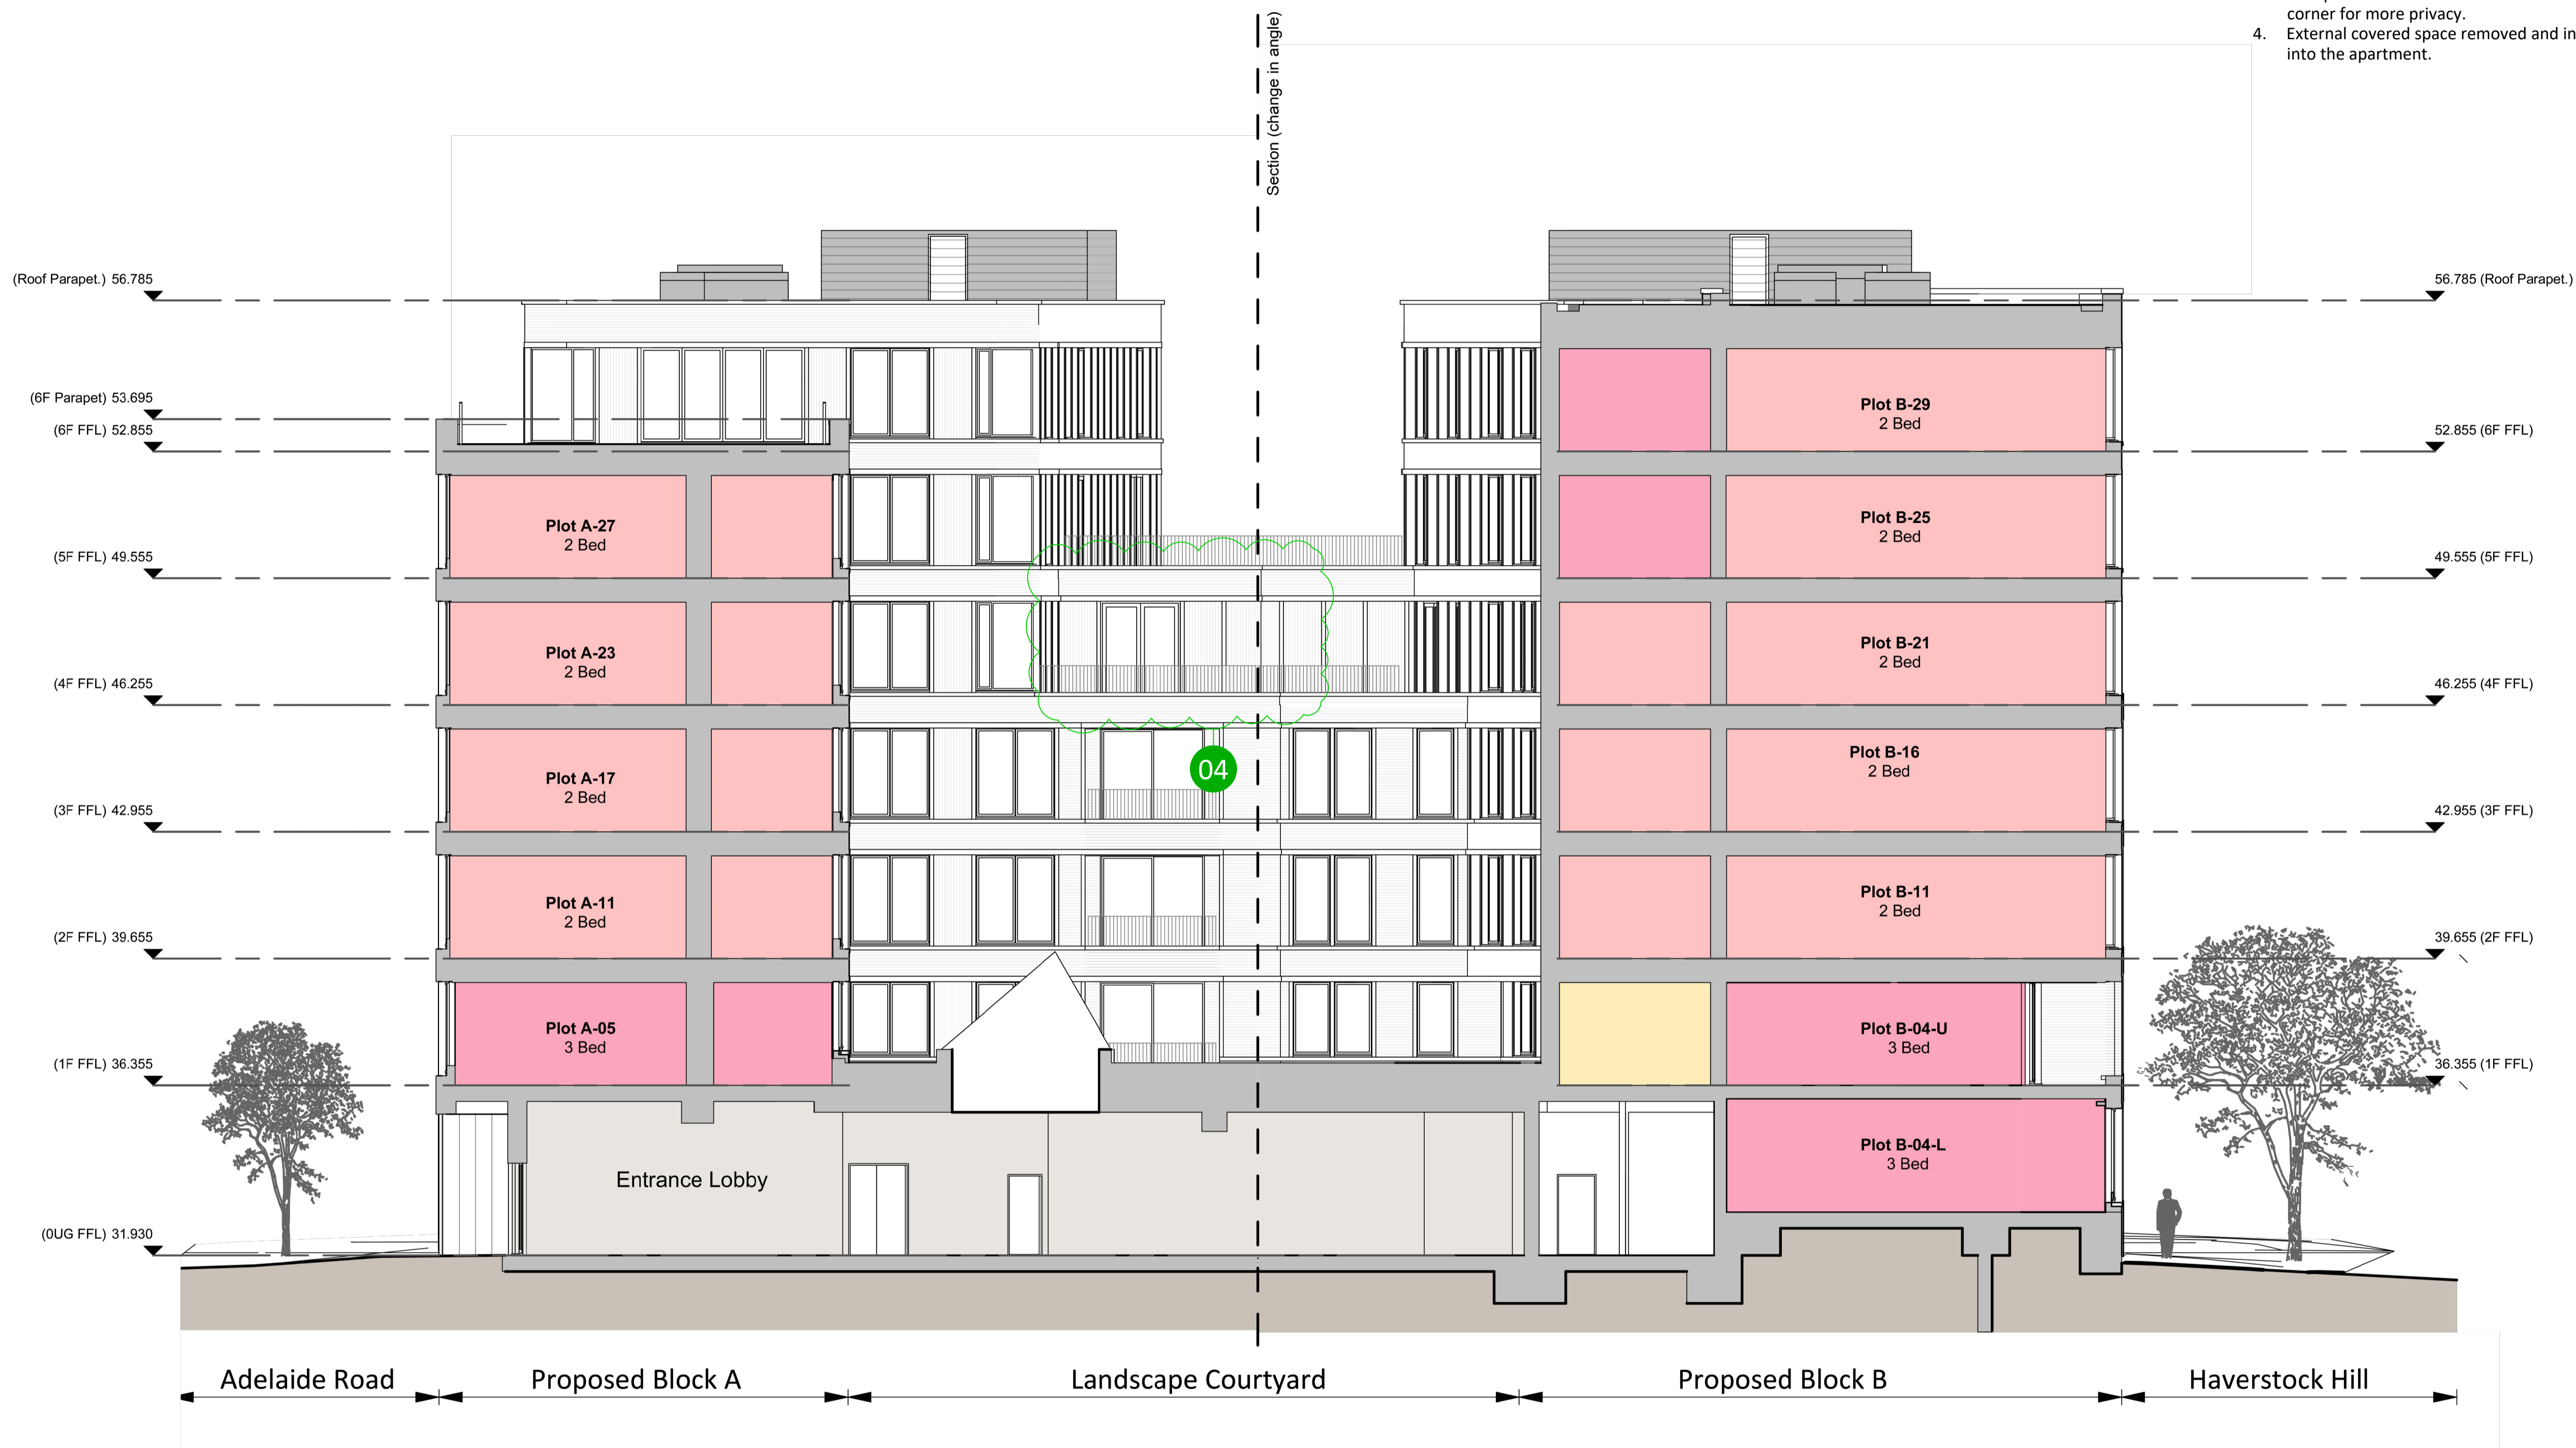 corner for more privacy.
4. External covered space removed and in
into the apartment.
Section (change in angle)
(Roof Parapet.) 56.785
56.785 (Roof Parapet.)
(6F Parapet) 53.695
(6F FFL) 52.855
52.855 (6F FFL)
Plot B-29
2 Bed
Plot A-27
2 Bed
Plot B-25
2 Bed
(5F FFL) 49.555
49.555 (5F FFL)
Plot A-23
2 Bed
Plot B-21
2 Bed
(4F FFL) 46.255
46.255 (4F FFL)
04
Plot A-17
2 Bed
Plot B-16
2 Bed
(3F FFL) 42.955
42.955 (3F FFL)
Plot A-11
2 Bed
Plot B-11
2 Bed
(2F FFL) 39.655
39.655 (2F FFL)
Plot A-05
3 Bed
Plot B-04-U
3 Bed
(1F FFL) 36.355
36.355 (1F FFL)
Plot B-04-L
3 Bed
Entrance Lobby
(0UG FFL) 31.930
Adelaide Road
Proposed Block A
Landscape Courtyard
Proposed Block B
Haverstock Hill